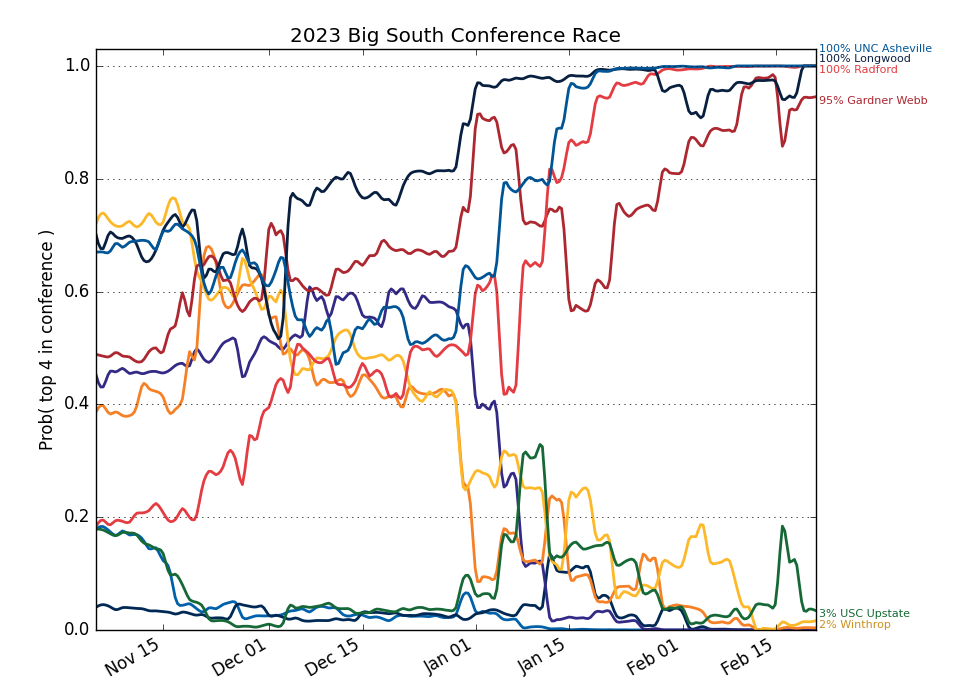 2023 Big South Conference Race
Prob( top 4 in conference )
1.0
0.8
0.6
0.4
0.2
0.0
Nov 15
Dec 01
Dec 15
Jan 01
Jan 15
Feb 01
Feb 15
100% UNC Asheville
100% Longwood
100% Radford
95% Gardner Webb
3% USC Upstate
2% Winthrop